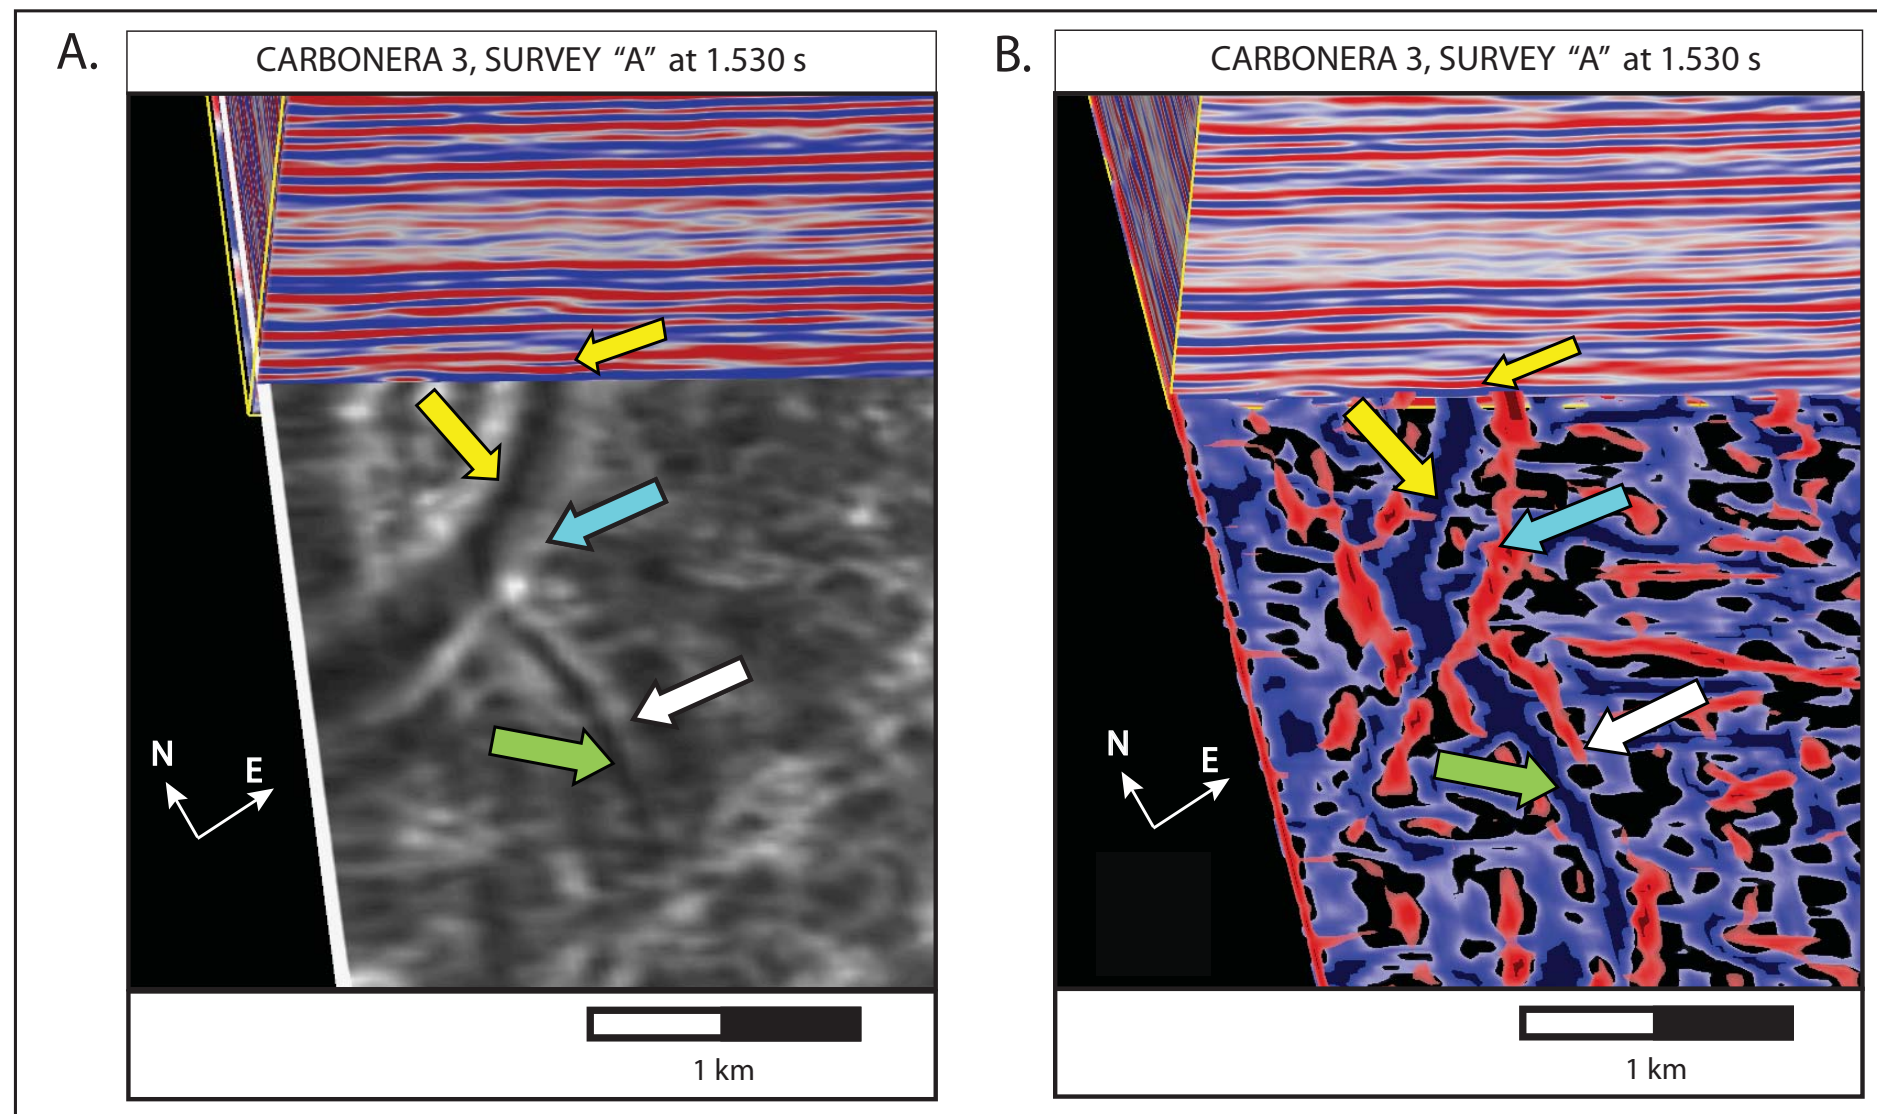 A.
CARBONERA 3, SURVEY "A" at 1.530 s
N
E
1 km
B.
CARBONERA 3, SURVEY "A" at 1.530 s
N
E
1 km